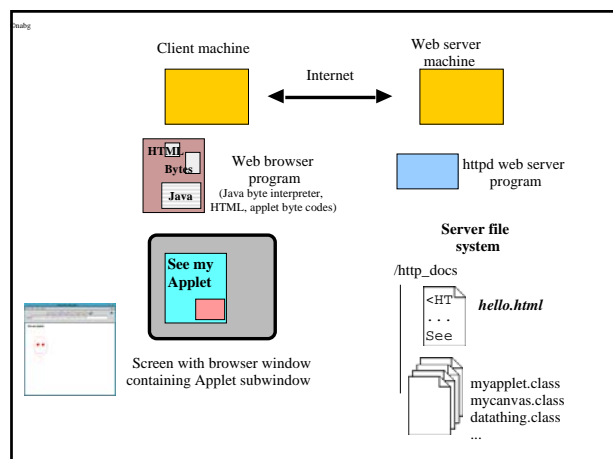 ©nabg
Client machine
Web server
machine
Internet
HTML
Bytes
Java
Web browser
program
(Java byte interpreter,
HTML, applet byte codes)
httpd web server
program
See my
Applet
Server file
system
/http_docs
<HT
...
See
hello.html
Screen with browser window
containing Applet subwindow
myapplet.class
mycanvas.class
datathing.class
...